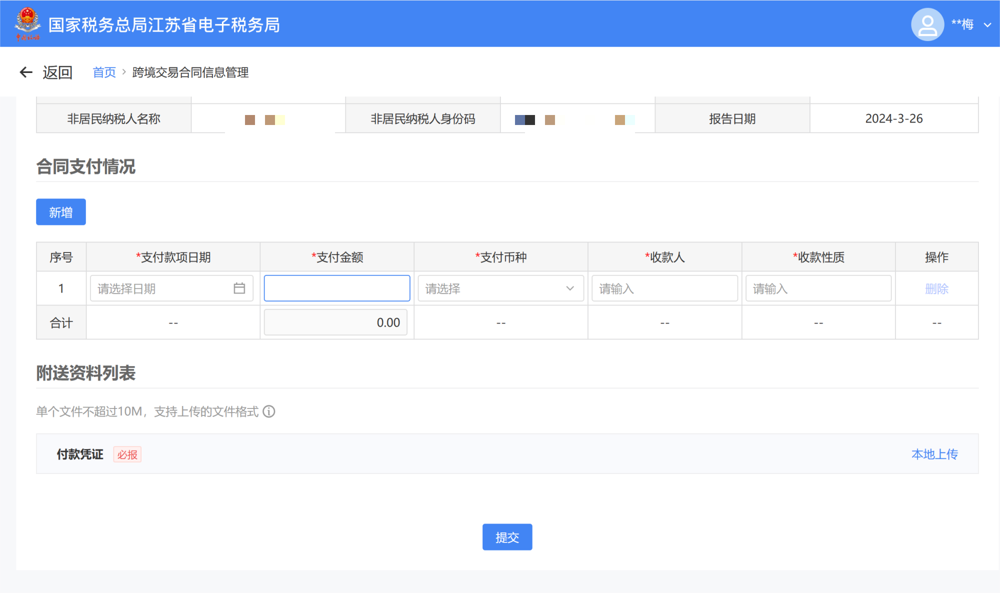 国家税务总局江苏省电子税务局
**梅
返回 首页 > 跨境交易合同信息管理
非居民纳税人名称 非居民纳税人身份码 报告日期 2024-3-26
合同支付情况
新增
序号 *支付款项日期 *支付金额 *支付币种 *收款人 *收款性质 操作
1 请选择日期 请选择 请输入 请输入 删除
合计 -- 0.00 -- -- -- --
附送资料列表
单个文件不超过10M，支持上传的文件格式
付款凭证 必报 本地上传
提交